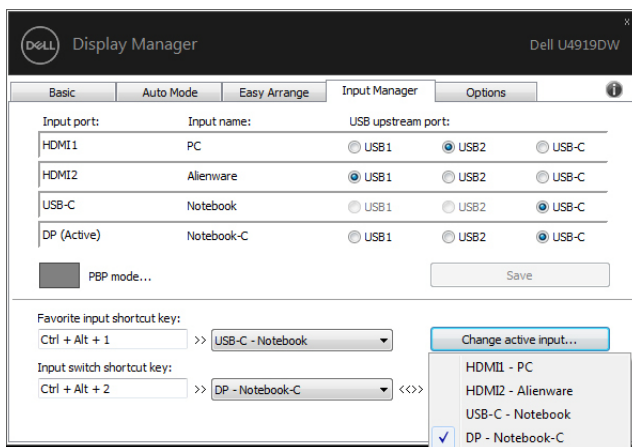 x
DELL Display Manager Dell U4919DW
Basic Auto Mode Easy Arrange Input Manager Options i
Input port: Input name: USB upstream port:
HDMI1 PC USB1 USB2 USB-C
HDMI2 Alienware USB1 USB2 USB-C
USB-C Notebook USB1 USB2 USB-C
DP (Active) Notebook-C USB1 USB2 USB-C
PBP mode... Save
Favorite input shortcut key:
Ctrl + Alt + 1 >> USB-C - Notebook Change active input...
Input switch shortcut key:
Ctrl + Alt + 2 >> DP - Notebook-C <<>>
HDMI1 - PC
HDMI2 - Alienware
USB-C - Notebook
DP - Notebook-C